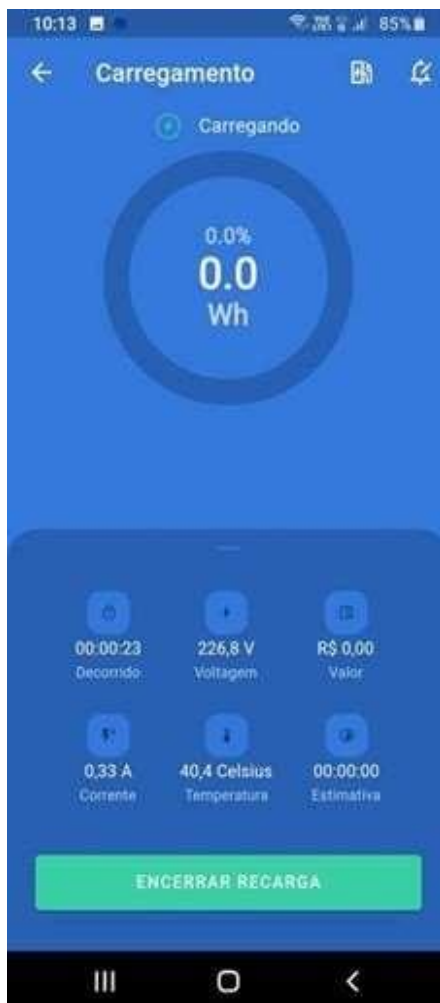 10:13 85%
Carregamento
Carregando
0.0%
0.0
Wh
00:00:23 226,8 V R$ 0,00
Decorrido Voltagem Valor
0,33 A 40,4 Celsius 00:00:00
Corrente Temperatura Estimativa
ENCERRAR RECARGA